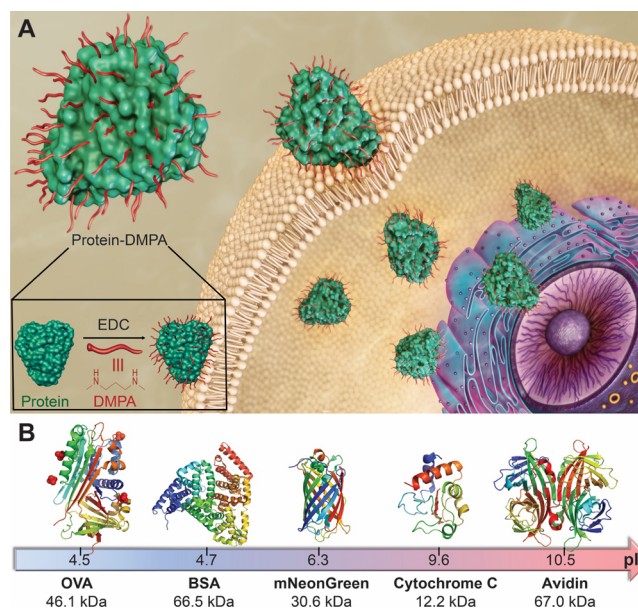 A
Protein-DMPA
EDC
Protein
DMPA
H
N
H
N
B
4.5
4.7
6.3
9.6
10.5
pI
OVA
BSA
mNeonGreen
Cytochrome C
Avidin
46.1 kDa
66.5 kDa
30.6 kDa
12.2 kDa
67.0 kDa